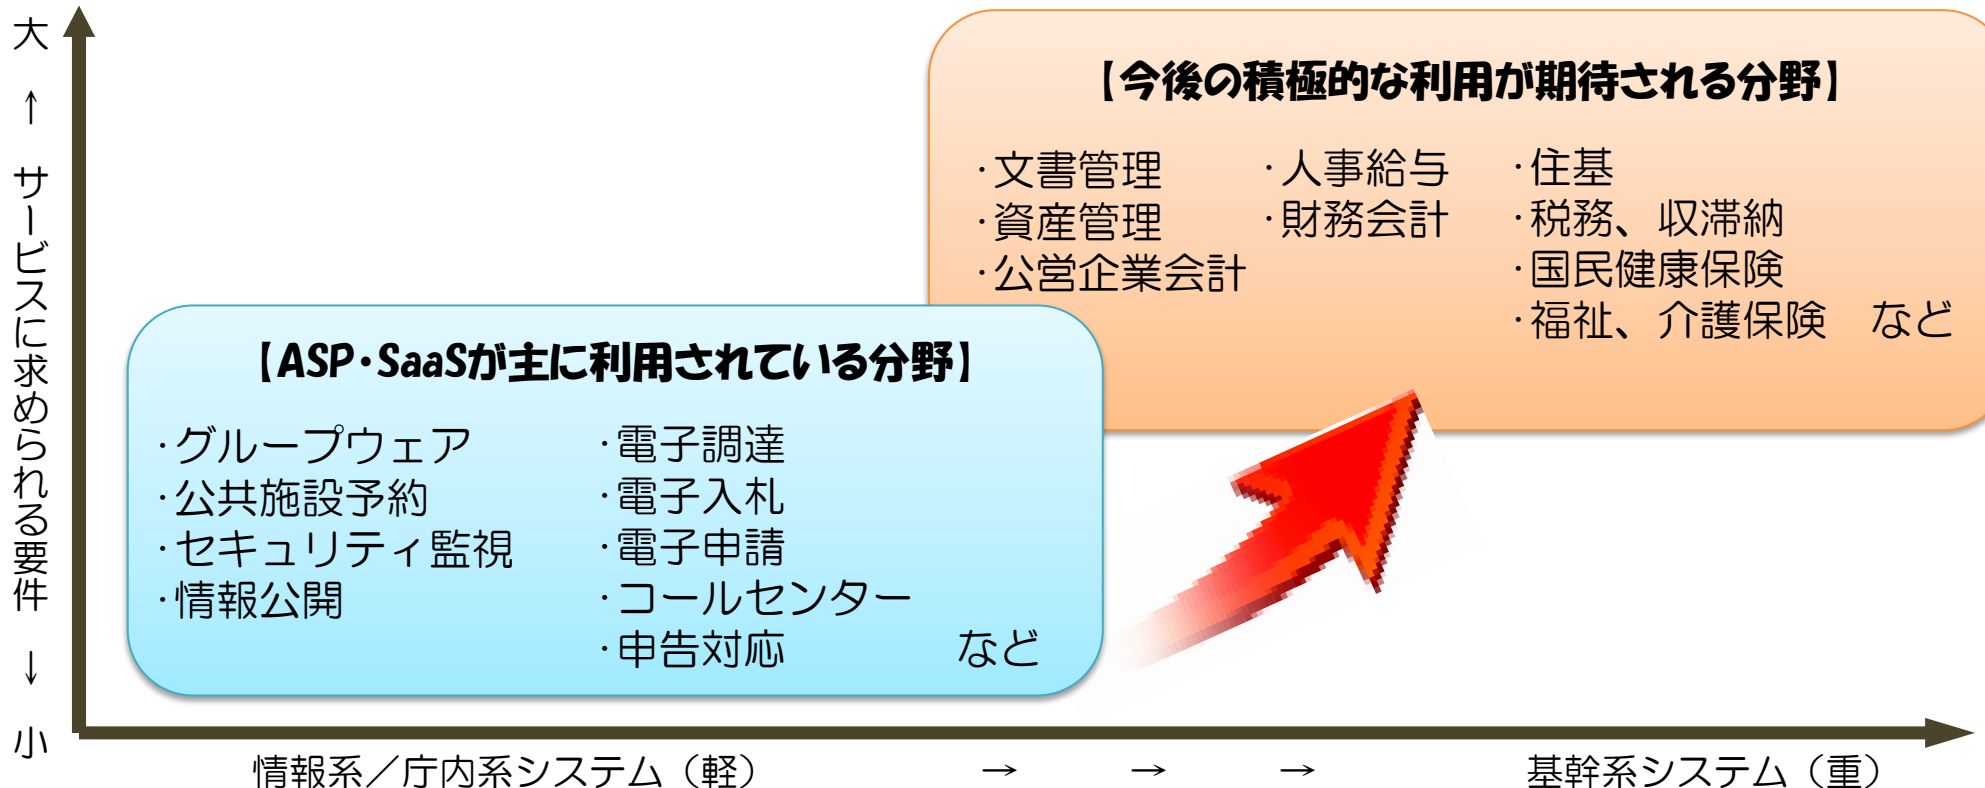 大 ↑ サービスに求められる要件 ↓ 小
【今後の積極的な利用が期待される分野】
・文書管理
・資産管理
・公営企業会計
・人事給与
・財務会計
・住基
・税務、収滞納
・国民健康保険
・福祉、介護保険 など
【ASP・SaaSが主に利用されている分野】
・グループウェア
・公共施設予約
・セキュリティ監視
・情報公開
・電子調達
・電子入札
・電子申請
・コールセンター
・申告対応 など
情報系／庁内系システム（軽） → → → 基幹系システム（重）